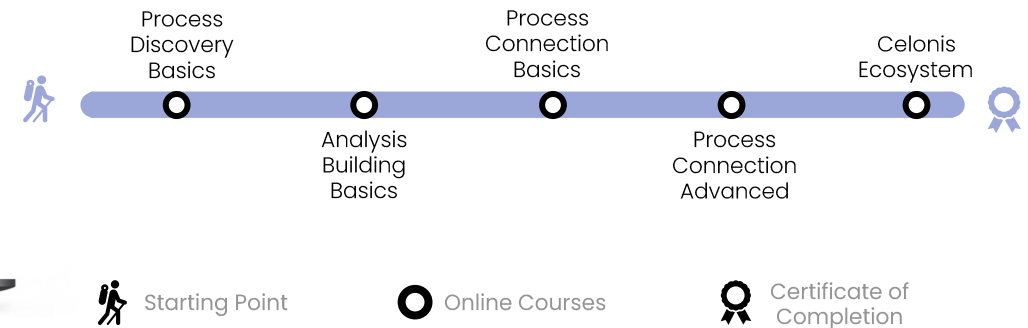 Process
Discovery
Basics
Process
Connection
Basics
Celonis
Ecosystem
Analysis
Building
Basics
Process
Connection
Advanced
Starting Point
Online Courses
Certificate of
Completion